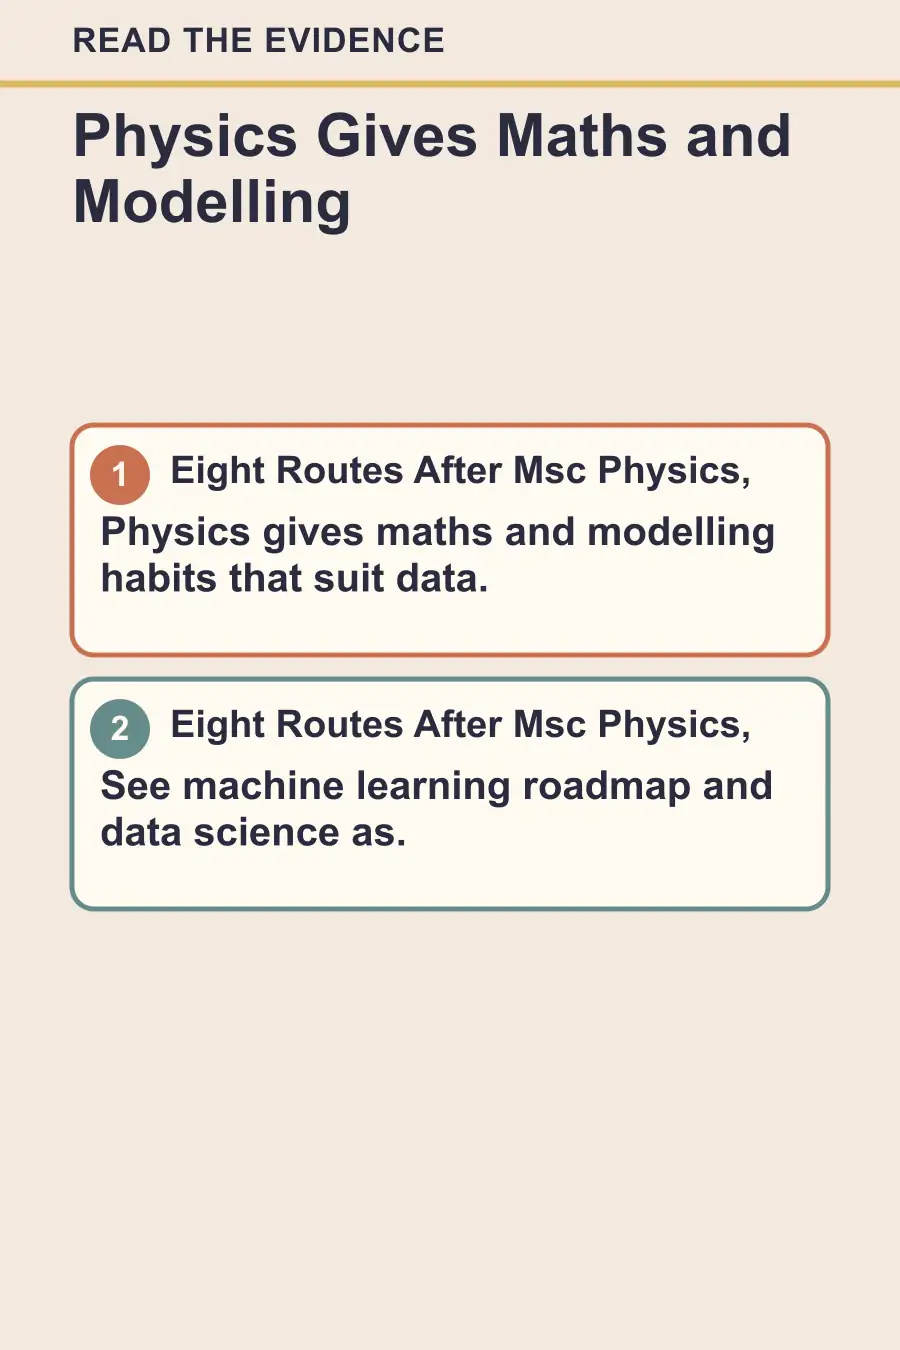 READ THE EVIDENCE
Physics Gives Maths and
Modelling
1 Eight Routes After Msc Physics,
Physics gives maths and modelling
habits that suit data.
2 Eight Routes After Msc Physics,
See machine learning roadmap and
data science as.